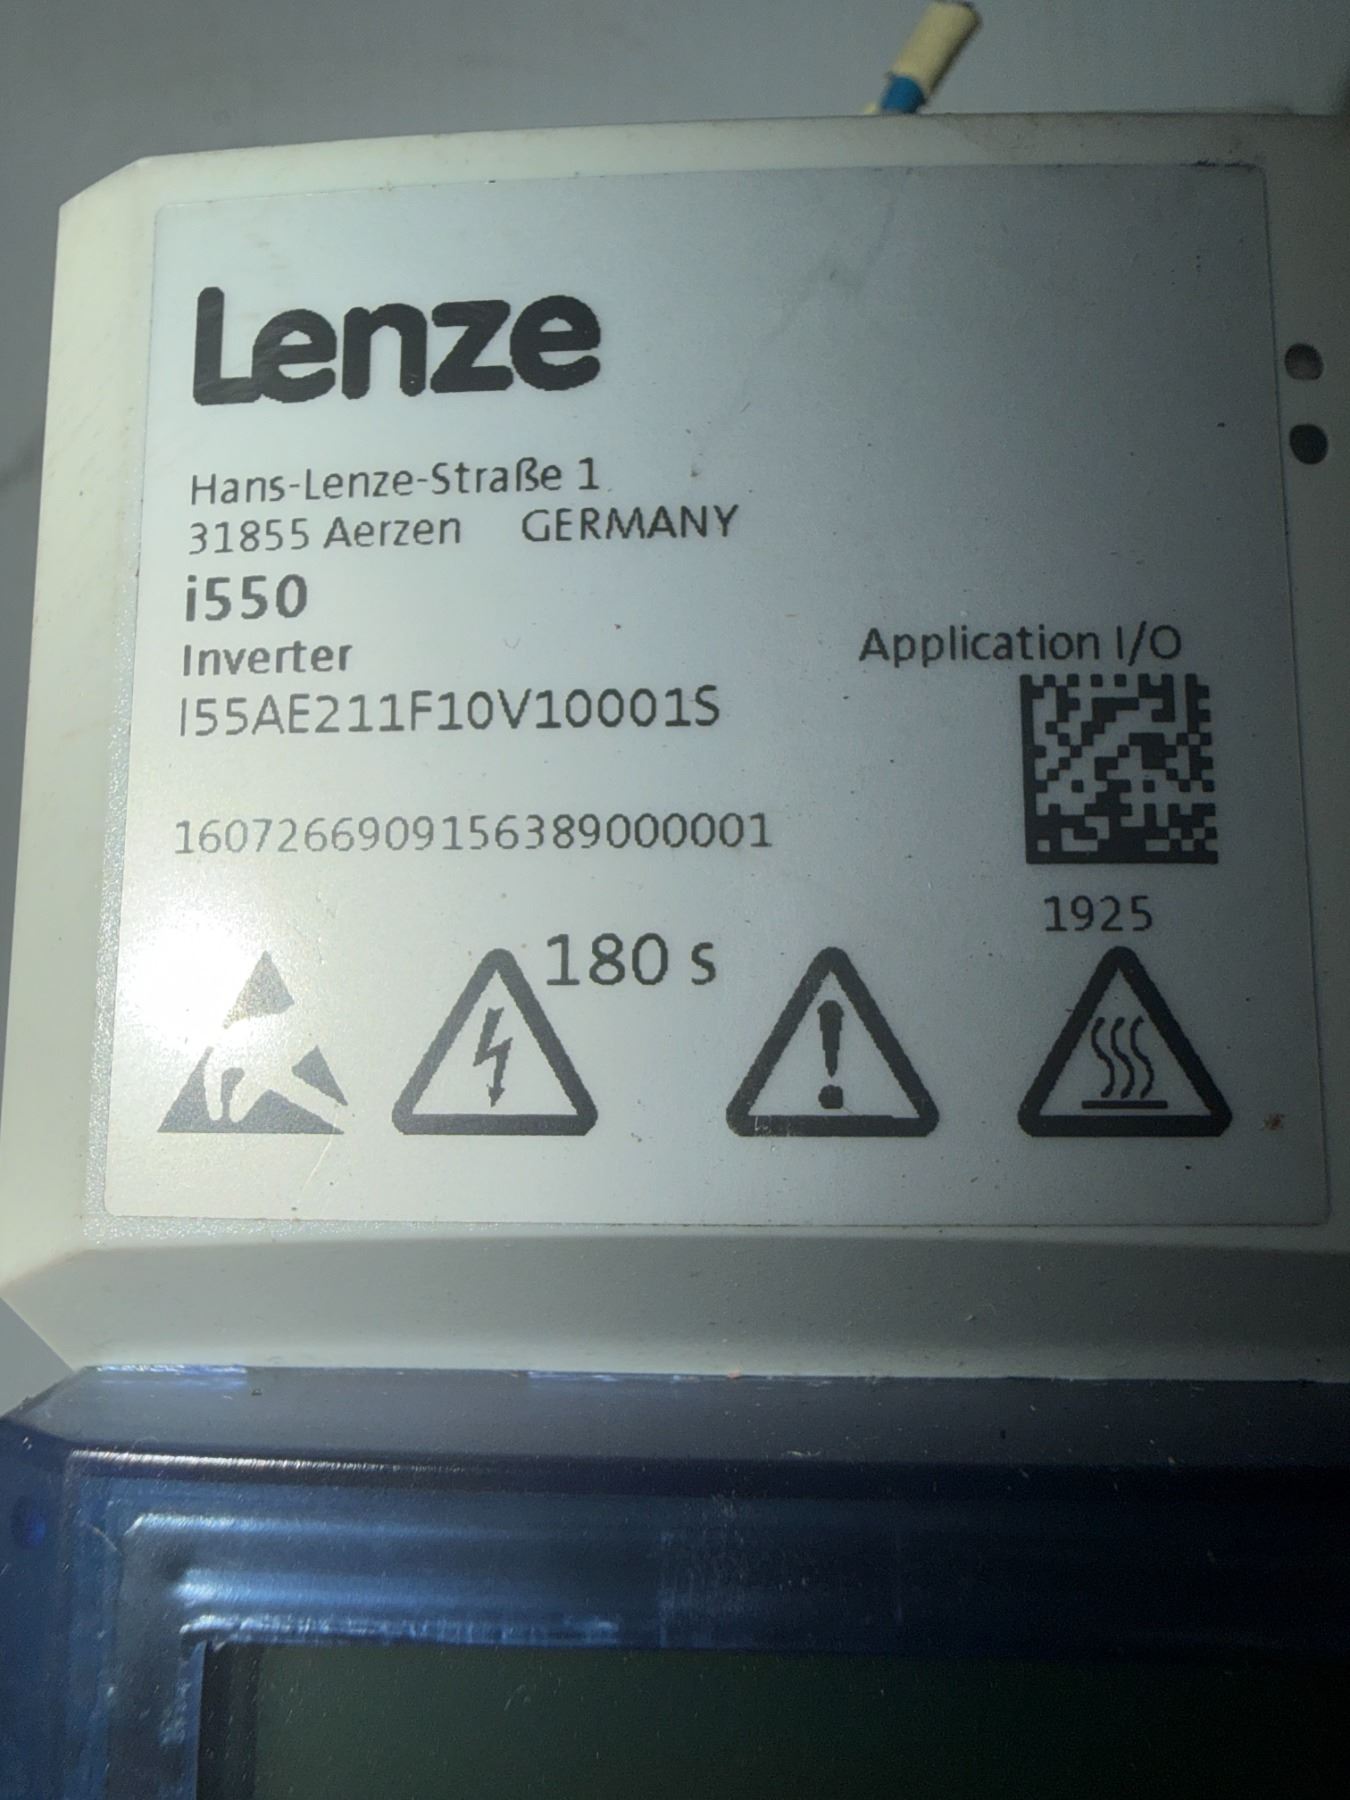 Lenze
Hans-Lenze-Straße 1
31855 Aerzen GERMANY
i550
Inverter
Application I/O
I55AE211F10V10001S
1607266909156389000001
1925
180 s